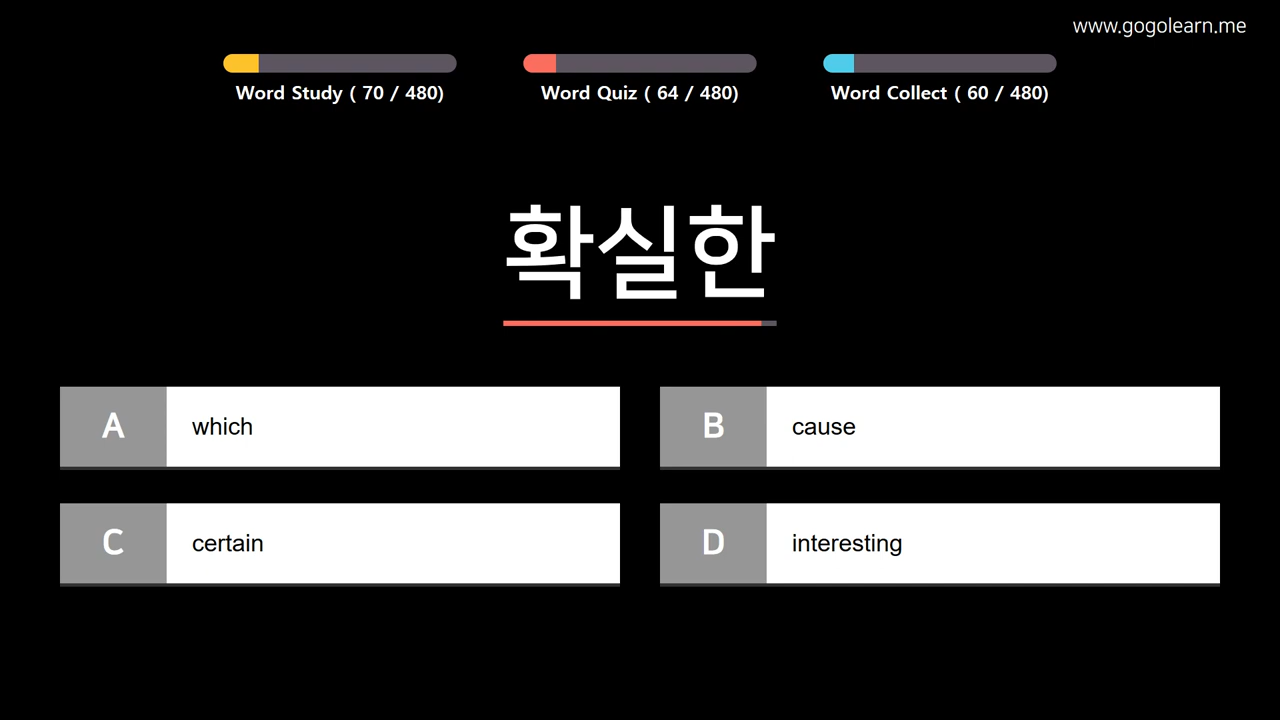 www.gogolearn.me
Word Study ( 70 / 480)
Word Quiz ( 64 / 480)
Word Collect ( 60 / 480)
확실한
A which
B cause
C certain
D interesting